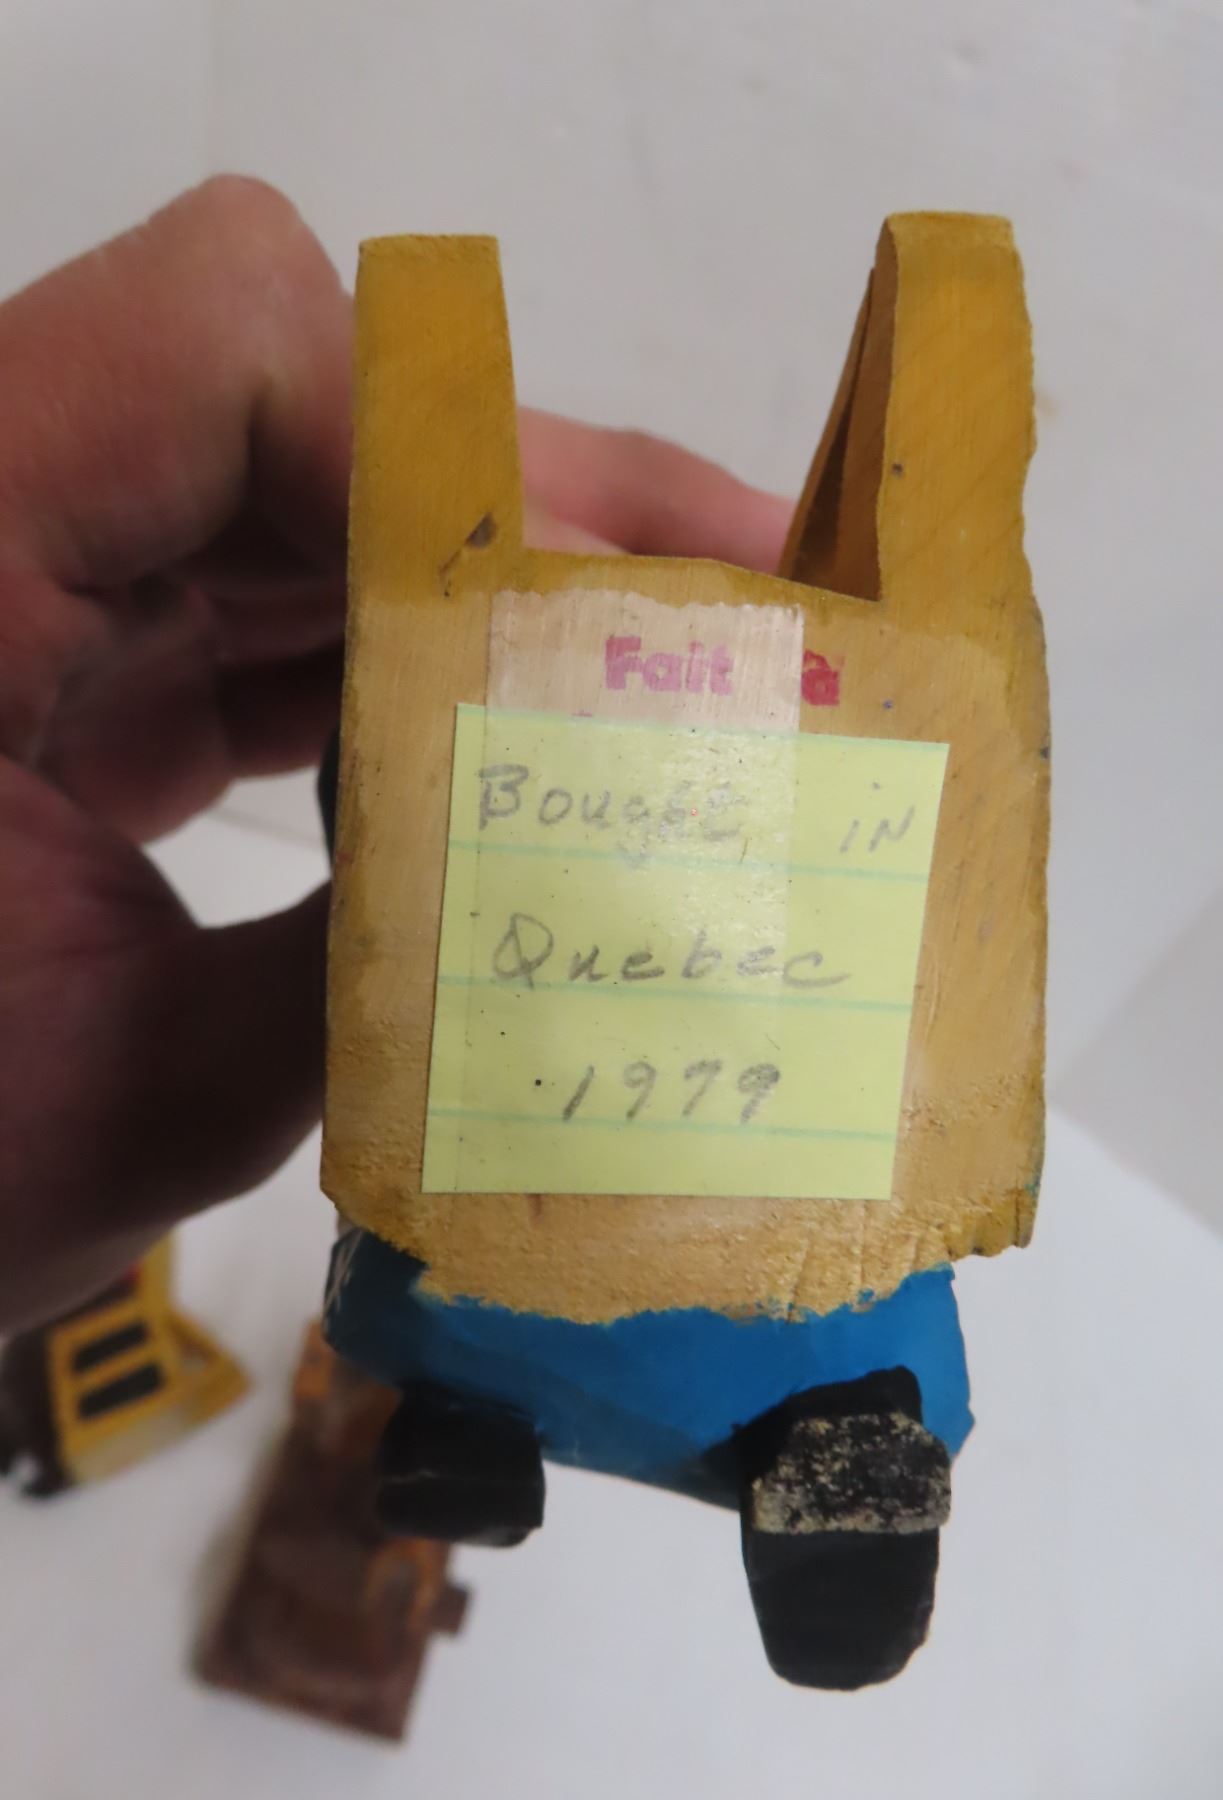 Fait à
Bought in
Quebec
1979